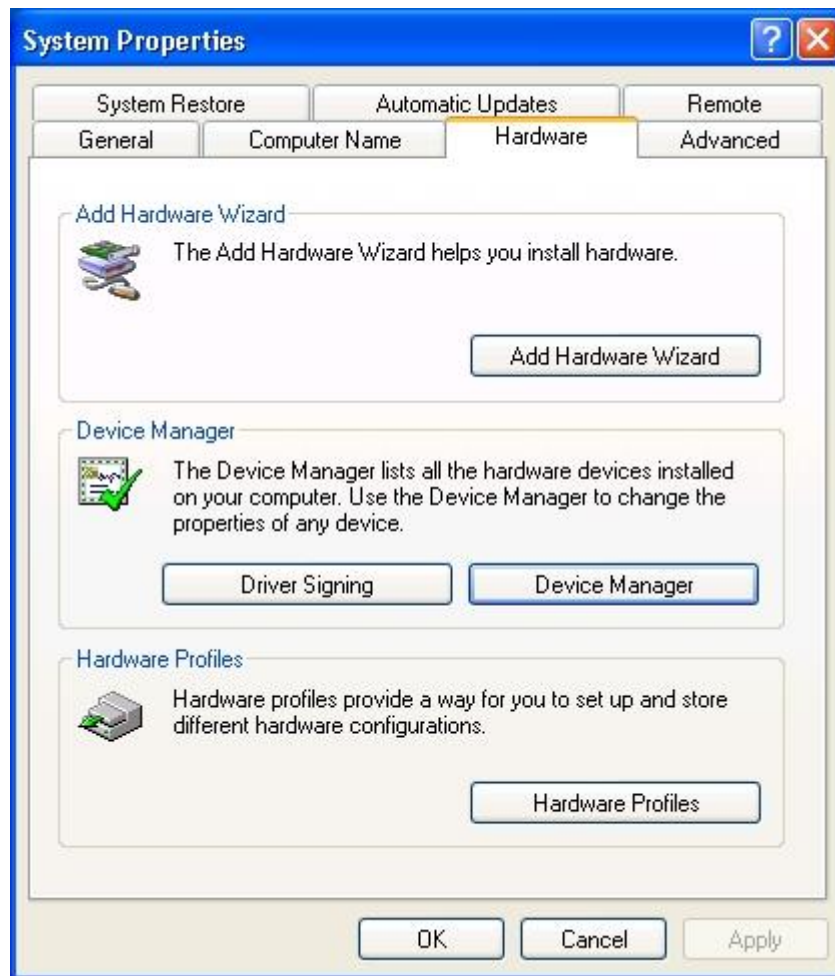 System Properties
System Restore
Automatic Updates
Remote
General
Computer Name
Hardware
Advanced
Add Hardware Wizard
The Add Hardware Wizard helps you install hardware.
Add Hardware Wizard
Device Manager
The Device Manager lists all the hardware devices installed
on your computer. Use the Device Manager to change the
properties of any device.
Driver Signing
Device Manager
Hardware Profiles
Hardware profiles provide a way for you to set up and store
different hardware configurations.
Hardware Profiles
OK
Cancel
Apply